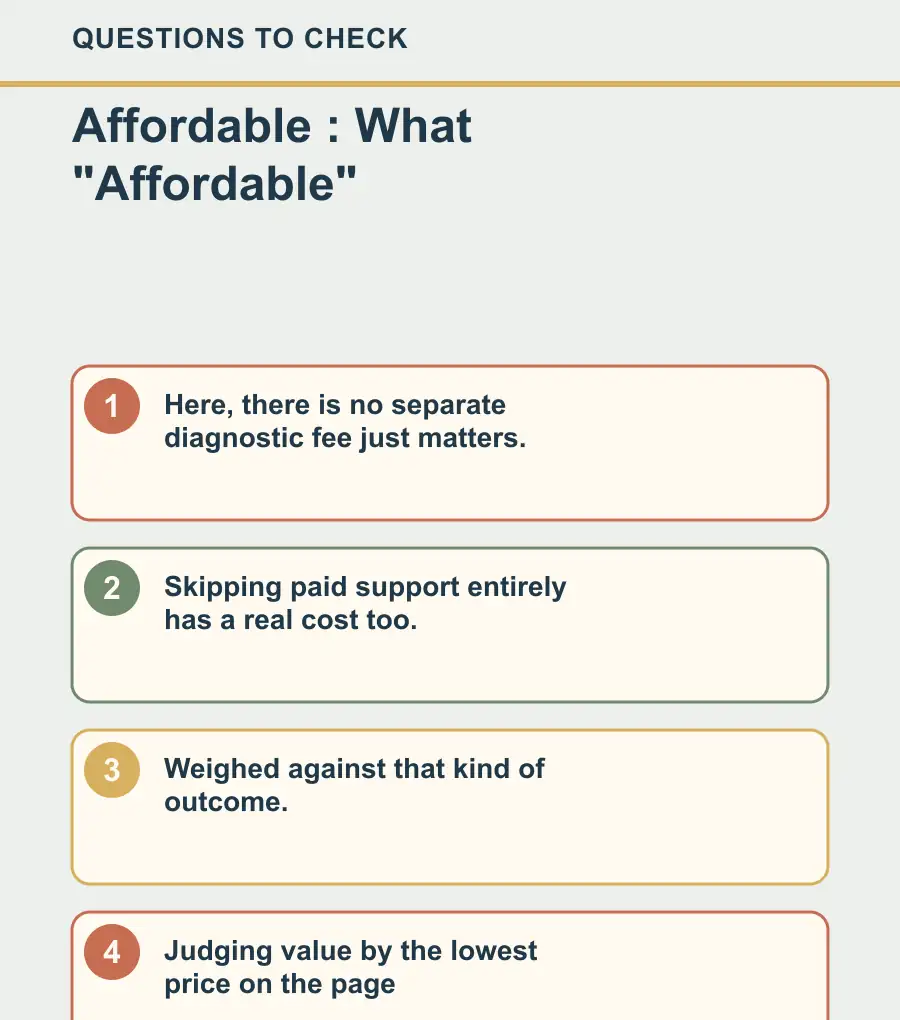 QUESTIONS TO CHECK
Affordable : What
"Affordable"
1
Here, there is no separate
diagnostic fee just matters.
2
Skipping paid support entirely
has a real cost too.
3
Weighed against that kind of
outcome.
4
Judging value by the lowest
price on the page